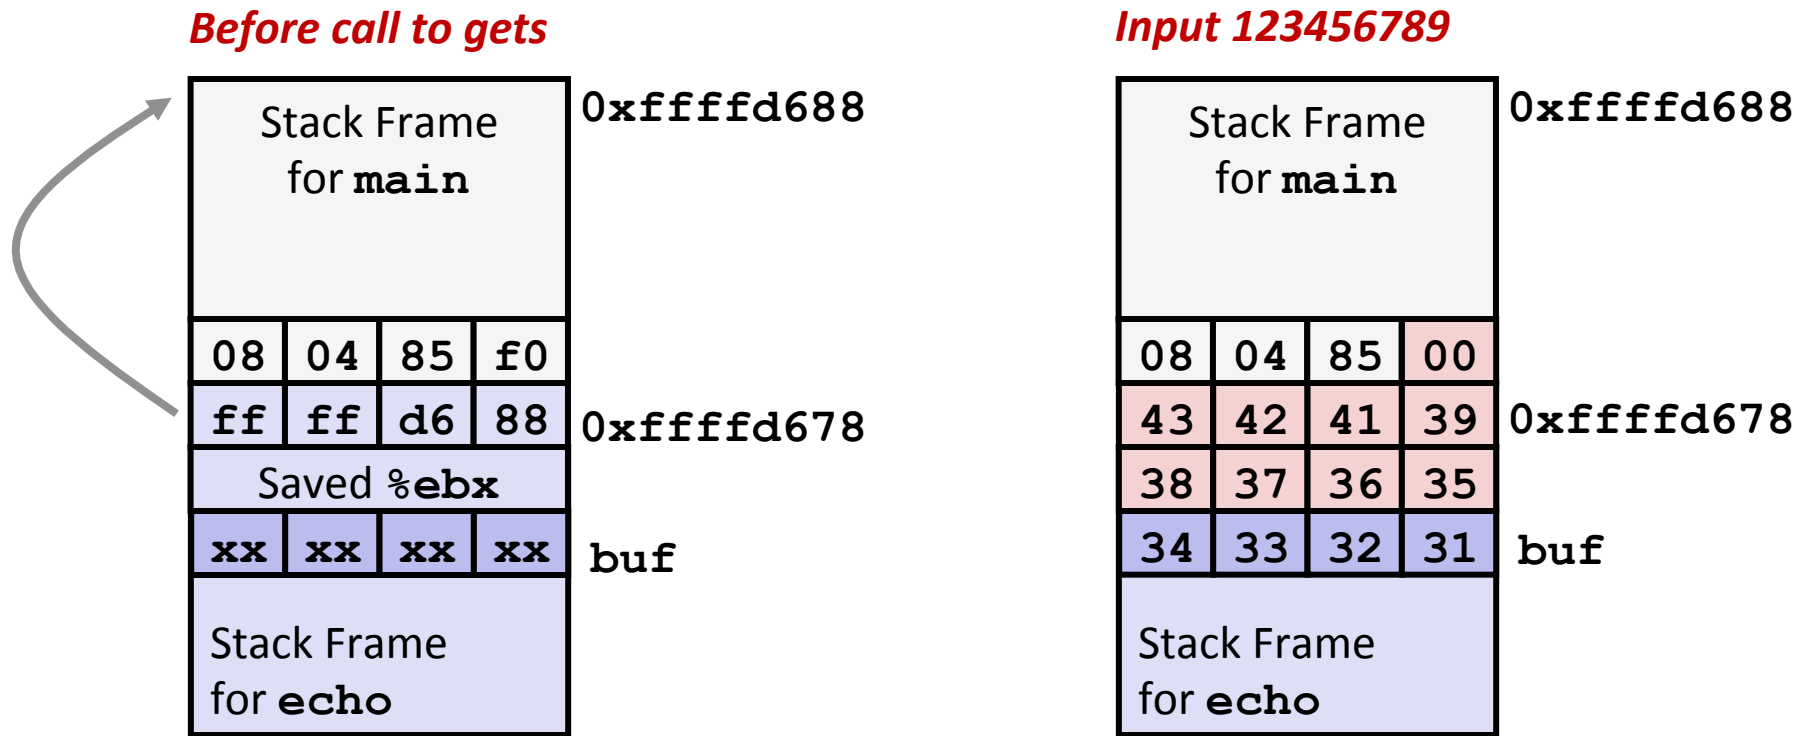 Before call to gets
Stack Frame
for main
0xffffd688
08 04 85 f0
ff ff d6 88
0xffffd678
Saved %ebx
xx xx xx xx
buf
Stack Frame
for echo
Input 123456789
Stack Frame
for main
0xffffd688
08 04 85 00
43 42 41 39
0xffffd678
38 37 36 35
34 33 32 31
buf
Stack Frame
for echo